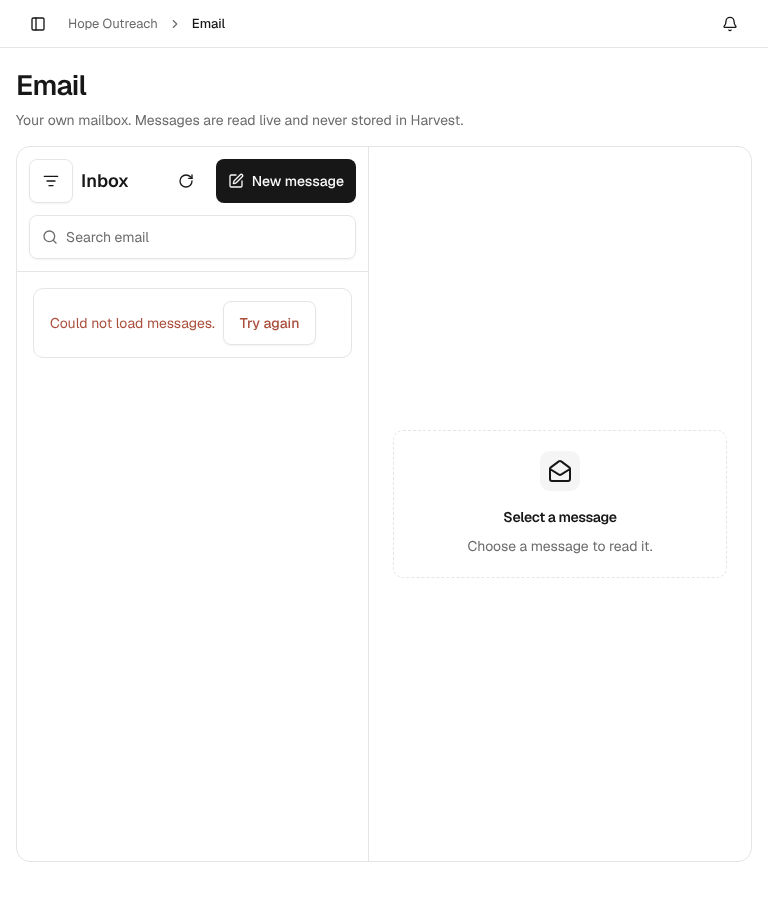 Hope Outreach > Email
Email
Your own mailbox. Messages are read live and never stored in Harvest.
Inbox
New message
Search email
Could not load messages.
Try again
Select a message
Choose a message to read it.